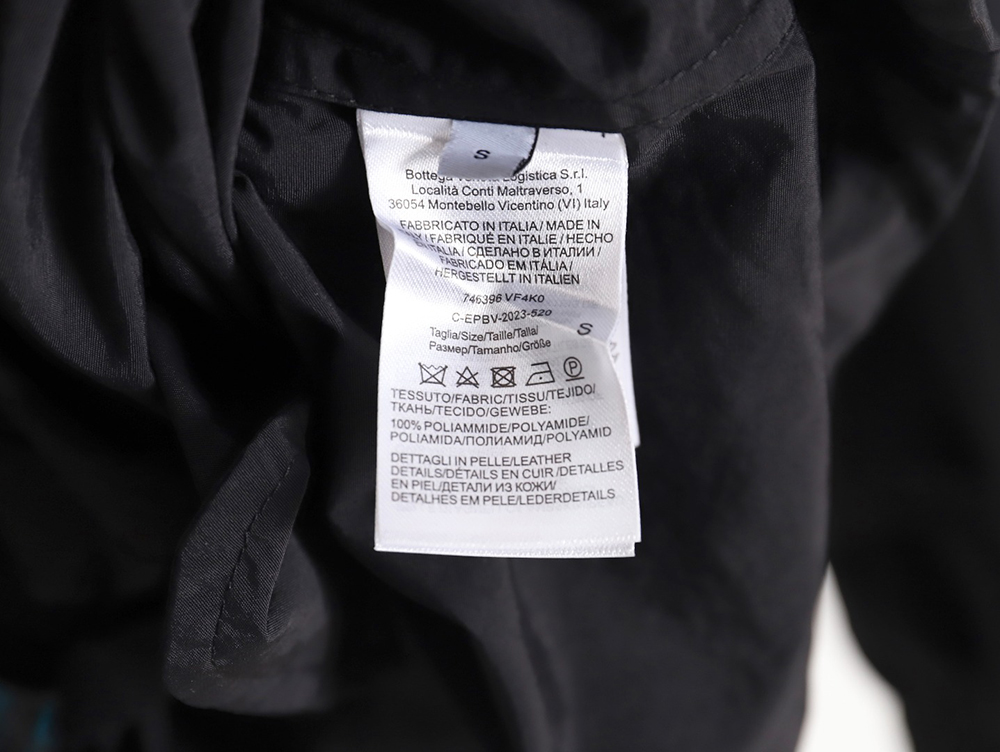 S
Bottega Veneta Logistica S.r.l.
Località Conti Maltraverso, 1
36054 Montebello Vicentino (VI) Italy
FABBRICATO IN ITALIA / MADE IN
/ FABRIQUÉ EN ITALIE / HECHO
ITALIA / СДЕЛАНО В ИТАЛИИ /
FABRICADO EM ITÁLIA /
HERGESTELLT IN ITALIEN
746396 VF4K0
C-EPBV-2023-520
Taglia/Size/Taille/Talla/ S
Размер/Tamanho/Größe
P
TESSUTO/FABRIC/TISSU/TEJIDO/
ТКАНЬ/TECIDO/GEWEBE:
100% POLIAMMIDE/POLYAMIDE/
POLIAMIDA/ПОЛИАМИД/POLYAMID
DETTAGLI IN PELLE/LEATHER
DETAILS/DÉTAILS EN CUIR/DETALLES
EN PIEL/ДЕТАЛИ ИЗ КОЖИ/
DETALHES EM PELE/LEDERDETAILS